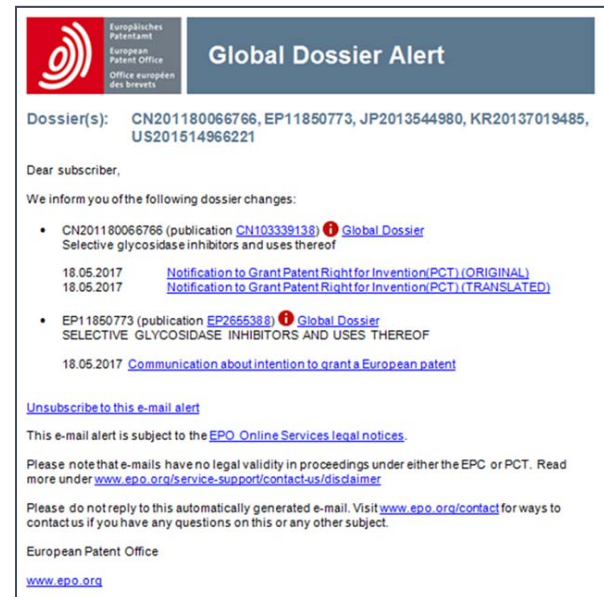 Europäisches
Patentamt
European
Patent Office
Office européen
des brevets
Global Dossier Alert
Dossier(s): CN201180066766, EP11850773, JP2013544980, KR20137019485,
US201514966221
Dear subscriber,
We inform you of the following dossier changes:
• CN201180066766 (publication CN103339138) i Global Dossier
Selective glycosidase inhibitors and uses thereof
18.05.2017 Notification to Grant Patent Right for Invention(PCT) (ORIGINAL)
18.05.2017 Notification to Grant Patent Right for Invention(PCT) (TRANSLATED)
• EP11850773 (publication EP2655388) i Global Dossier
SELECTIVE GLYCOSIDASE INHIBITORS AND USES THEREOF
18.05.2017 Communication about intention to grant a European patent
Unsubscribe to this e-mail alert
This e-mail alert is subject to the EPO Online Services legal notices.
Please note that e-mails have no legal validity in proceedings under either the EPC or PCT. Read
more under www.epo.org/service-support/contact-us/disclaimer
Please do not reply to this automatically generated e-mail. Visit www.epo.org/contact for ways to
contact us if you have any questions on this or any other subject.
European Patent Office
www.epo.org